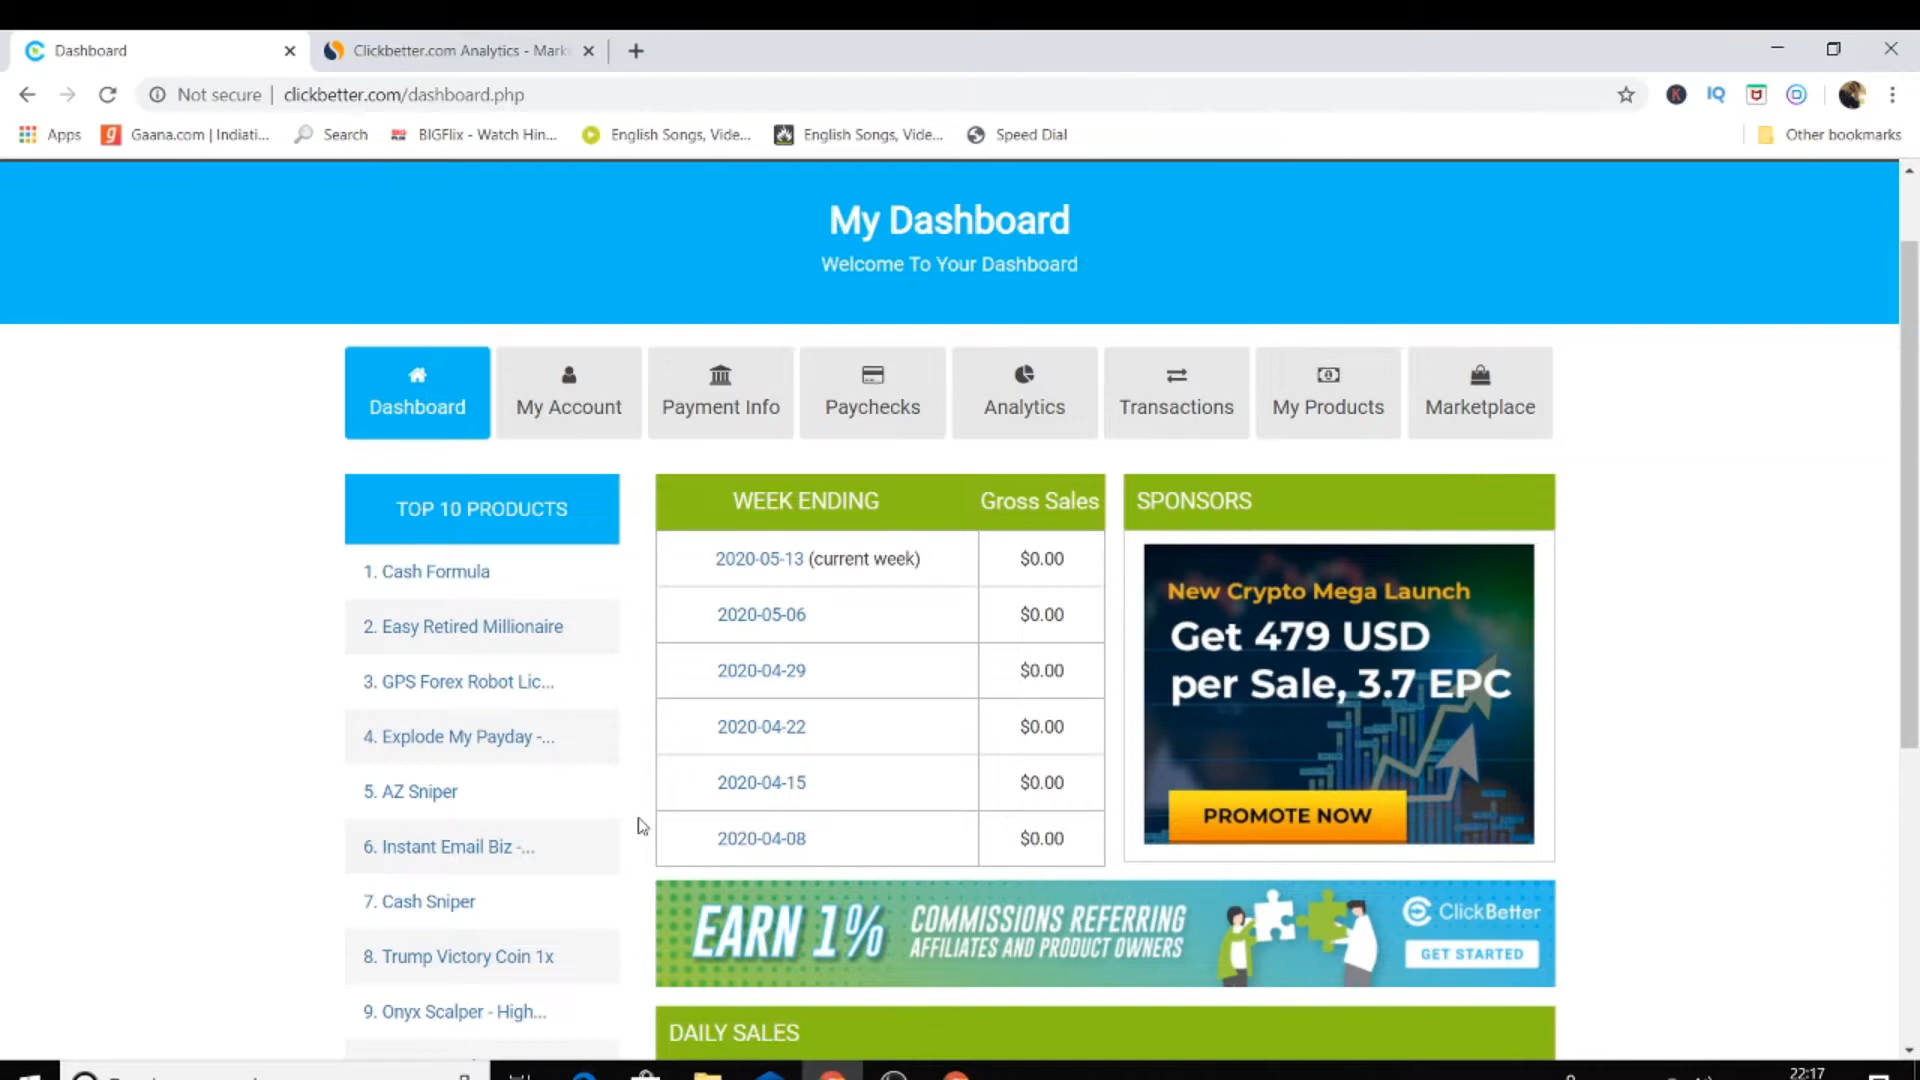 Dashboard
Clickbetter.com Analytics - Mark
Not secure | clickbetter.com/dashboard.php
Apps
Gaana.com | Indiati...
Search
BIGFlix - Watch Hin...
English Songs, Vide...
English Songs, Vide...
Speed Dial
Other bookmarks
My Dashboard
Welcome To Your Dashboard
Dashboard
My Account
Payment Info
Paychecks
Analytics
Transactions
My Products
Marketplace
TOP 10 PRODUCTS
1. Cash Formula
2. Easy Retired Millionaire
3. GPS Forex Robot Lic...
4. Explode My Payday -...
5. AZ Sniper
6. Instant Email Biz -...
7. Cash Sniper
8. Trump Victory Coin 1x
9. Onyx Scalper - High...
WEEK ENDING Gross Sales
2020-05-13 (current week) $0.00
2020-05-06 $0.00
2020-04-29 $0.00
2020-04-22 $0.00
2020-04-15 $0.00
2020-04-08 $0.00
SPONSORS
New Crypto Mega Launch
Get 479 USD
per Sale, 3.7 EPC
PROMOTE NOW
EARN 1% COMMISSIONS REFERRING
AFFILIATES AND PRODUCT OWNERS
ClickBetter
GET STARTED
DAILY SALES
22:17